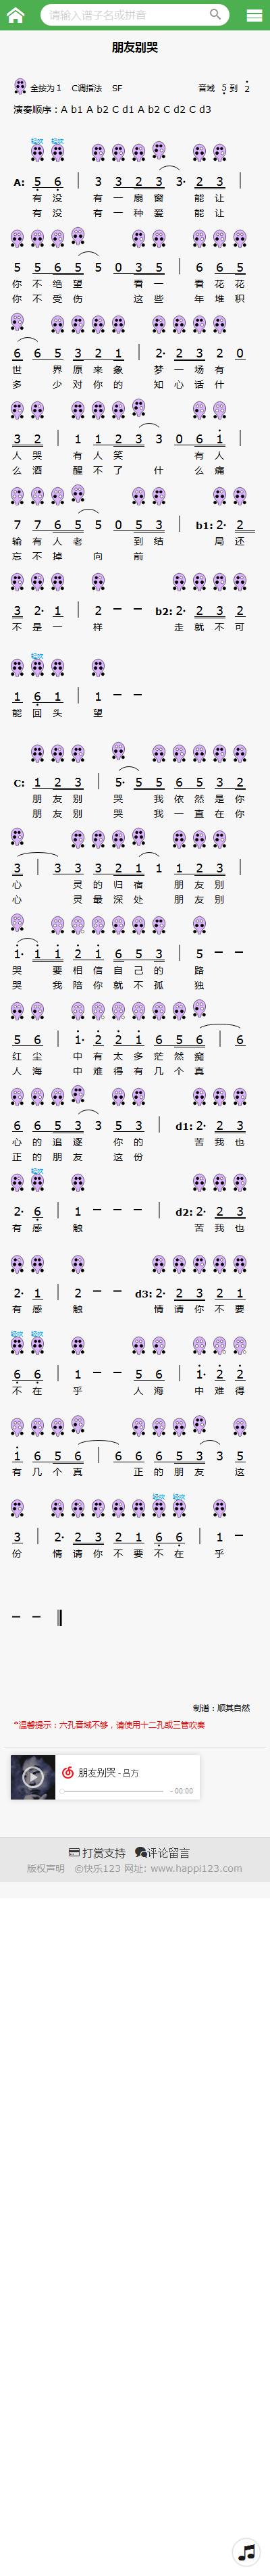 请输入谱子名或拼音
朋友别哭
全按为1 C调指法 SF 音域 5 到 2
演奏顺序：A b1 A b2 C d1 A b2 C d2 C d3
轻吹 轻吹
A: 5 6 | 3 3 2 3 3· 2 3 |
有 没 有 一 扇 窗 能 让
有 没 有 一 种 爱 能 让
5 5 6 5 5 0 3 5 | 6 6 5
你 不 绝 望 看 一 看 花 花
你 不 受 伤 这 些 年 堆 积
6 6 5 3 2 1 | 2· 2 3 2 0
世 界 原 来 象 梦 一 场 有
多 少 对 你 的 知 心 话 什
3 2 | 1 1 2 3 3 0 6 1 |
人 哭 有 人 笑 有 人
么 酒 醒 不 了 什 么 痛
7 7 6 5 5 0 5 3 | b1: 2· 2
输 有 人 老 到 结 局 还
忘 不 掉 向 前
3 2· 1 | 2 – – b2: 2· 2 3 2
不 是 一 样 走 就 不 可
轻吹
1 6 1 | 1 – –
能 回 头 望
C: 1 2 3 | 5· 5 5 6 5 3 2
朋 友 别 哭 我 依 然 是 你
朋 友 别 哭 我 一 直 在 你
3 | 3 3 3 2 1 1 1 2 3 |
心 灵 的 归 宿 朋 友 别
心 灵 最 深 处 朋 友 别
1· 1 1 2 1 6 5 3 | 5 – –
哭 要 相 信 自 己 的 路
哭 我 陪 你 就 不 孤 独
5 6 | 1· 2 2 1 6 5 6 | 6
红 尘 中 有 太 多 茫 然 痴
人 海 中 难 得 有 几 个 真
6 6 5 3 3 5 3 | d1: 2· 2 3
心 的 追 逐 你 的 苦 我 也
正 的 朋 友 这 份
轻吹
2· 6 | 1 – – – | d2: 2· 2 3
有 感 触 苦 我 也
2· 1 | 2 – – d3: 2· 2 3 2 1
有 感 触 情 请 你 不 要
轻吹 轻吹
6 6 | 1 – – 5 6 | 1· 2 2
不 在 乎 人 海 中 难 得
1 6 5 6 | 6 6 6 5 3 3 5
有 几 个 真 正 的 朋 友 这
轻吹 轻吹
3 | 2· 2 3 2 1 6 6 | 1 –
份 情 请 你 不 要 不 在 乎
– – ‖
制谱：顺其自然
*温馨提示：六孔音域不够，请使用十二孔或三管吹奏
朋友别哭 - 吕方
- 00:00
打赏支持 评论留言
版权声明 ©快乐123 网址: www.happi123.com